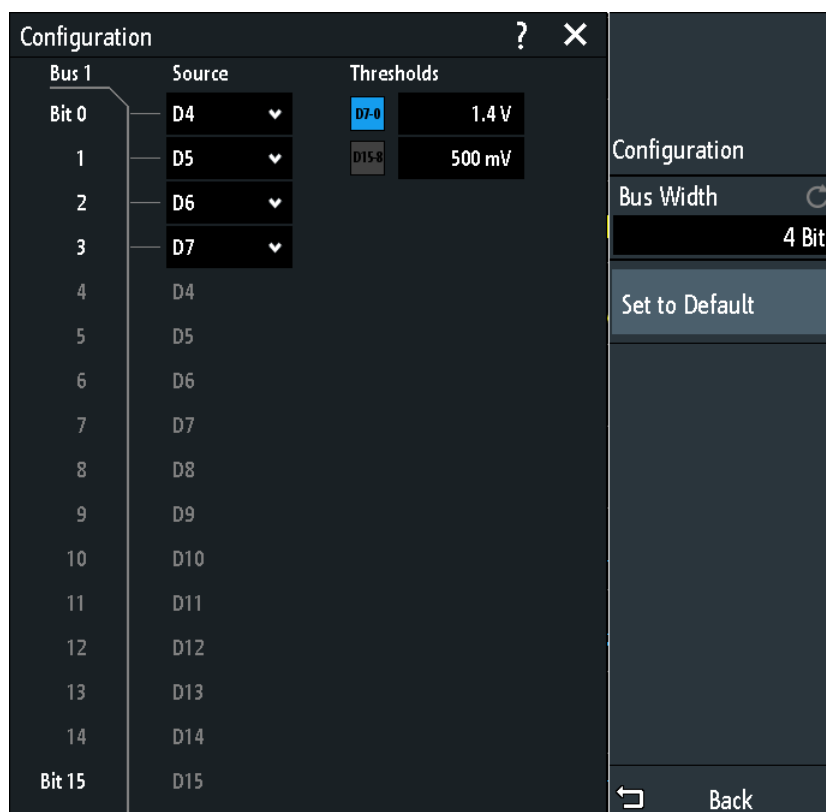 Configuration ? ×
Bus 1 Source Thresholds
Bit 0 D4 D7-0 1.4 V
1 D5 D15-8 500 mV
2 D6
3 D7
4 D4
5 D5
6 D6
7 D7
8 D8
9 D9
10 D10
11 D11
12 D12
13 D13
14 D14
Bit 15 D15
Configuration
Bus Width
4 Bit
Set to Default
Back